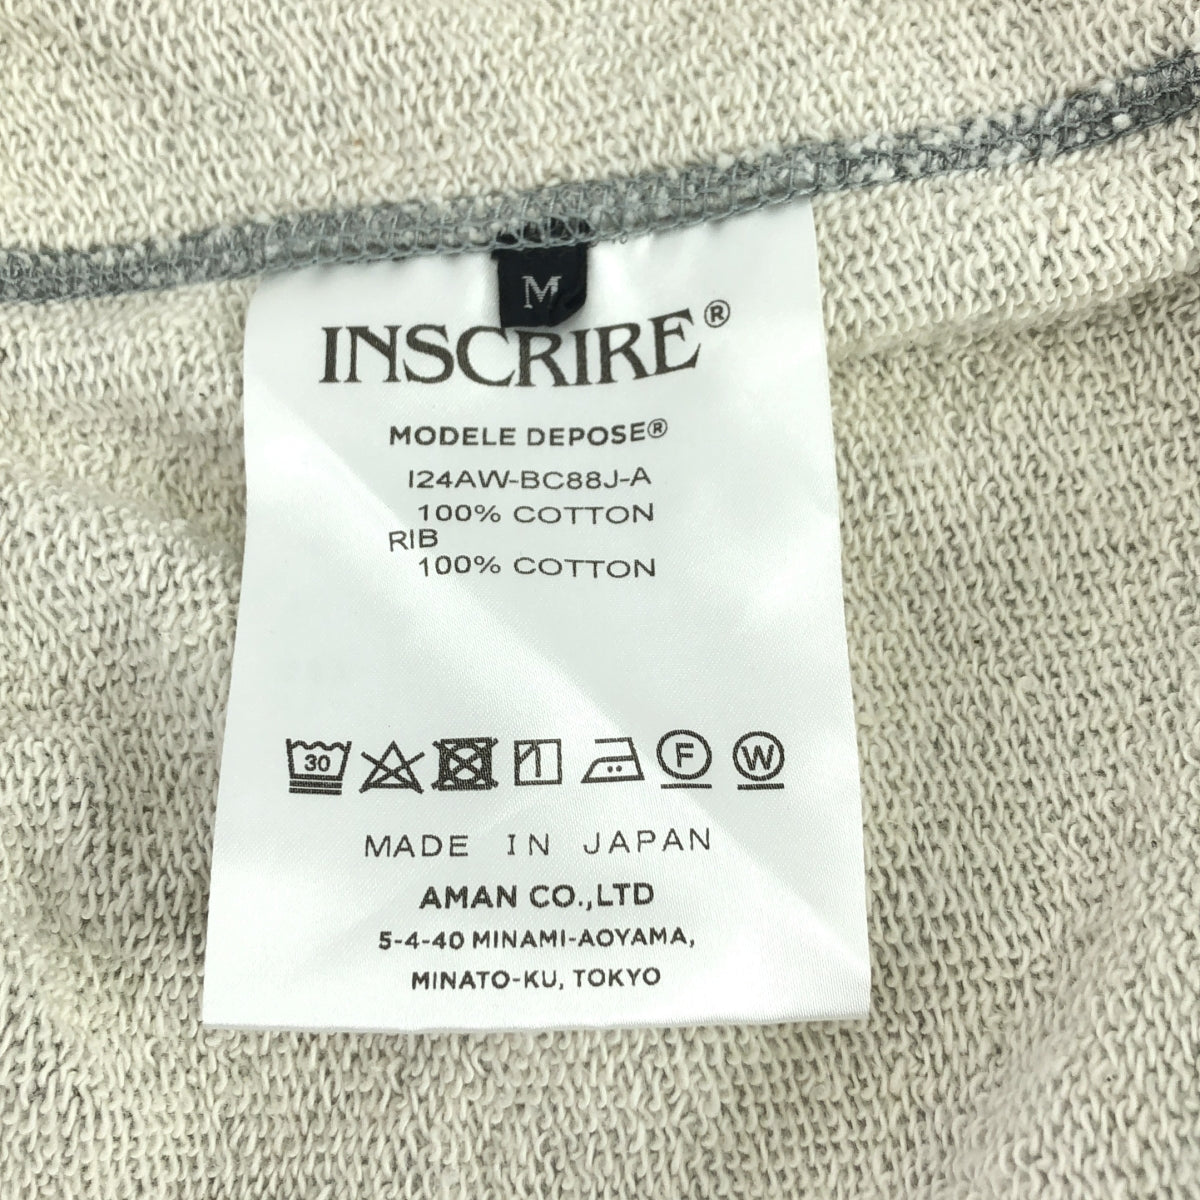 M
INSCRIRE®
MODELE DEPOSE®
I24AW-BC88J-A
100% COTTON
RIB
100% COTTON
30 F W
MADE IN JAPAN
AMAN CO.,LTD
5-4-40 MINAMI-AOYAMA,
MINATO-KU, TOKYO